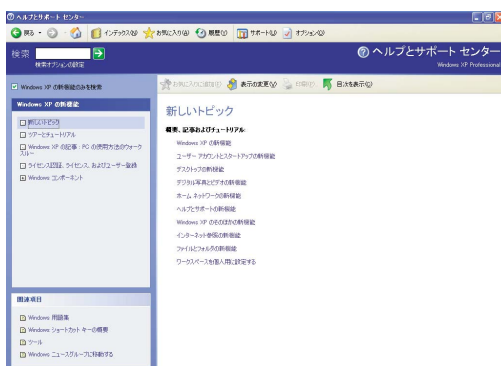 ヘルプとサポート センター
戻る
インデックス(X) お気に入り(A) 履歴(I) サポート(U) オプション(O)
検索
検索オプションの設定
ヘルプとサポート センター
Windows XP Professional
Windows XP の新機能のみを検索
お気に入りに追加(D) 表示の変更(V) 印刷(P) 目次を表示(C)
Windows XP の新機能
新しいトピック
ツアーとチュートリアル
Windows XP の記事 : PC の使用方法のウォークスルー
ライセンス認証、ライセンス、およびユーザー登録
Windows コンポーネント
新しいトピック
概要、記事およびチュートリアル
Windows XP の新機能
ユーザー アカウントとスタートアップの新機能
デスクトップの新機能
デジタル写真とビデオの新機能
ホーム ネットワークの新機能
ヘルプとサポートの新機能
Windows XP のそのほかの新機能
インターネット参照の新機能
ファイルとフォルダの新機能
ワークスペースを個人用に設定する
関連項目
Windows 用語集
Windows ショートカット キーの概要
ツール
Windows ニュースグループに移動する